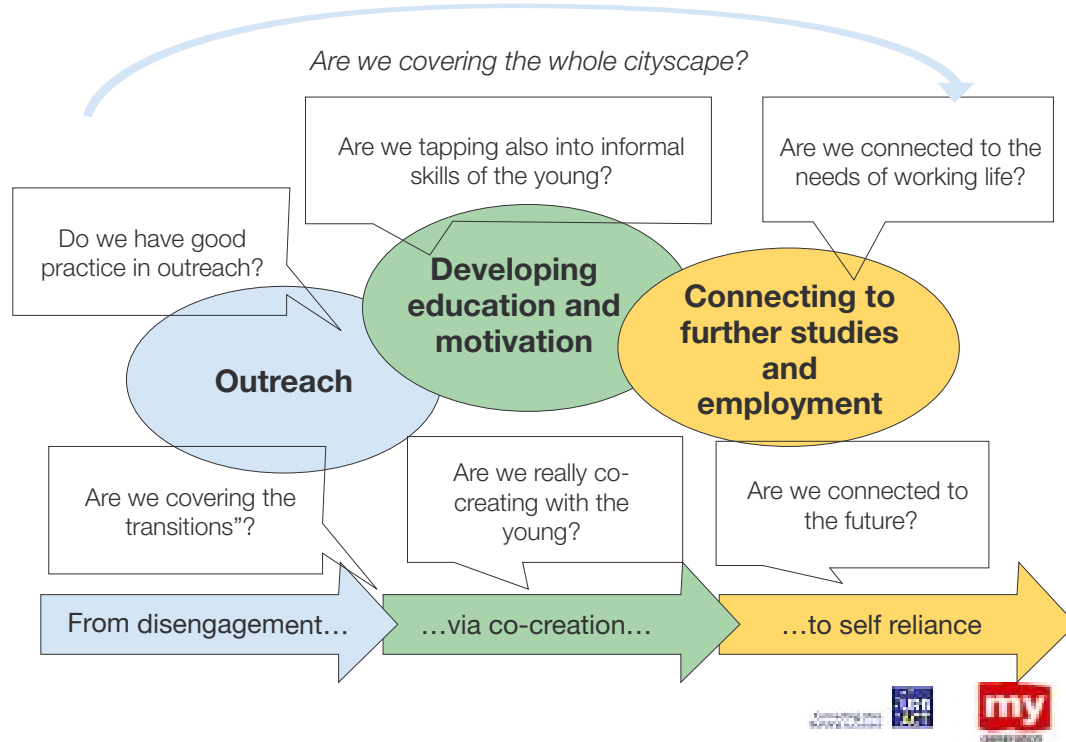 Are we covering the whole cityscape?
Are we tapping also into informal
skills of the young?
Are we connected to the
needs of working life?
Do we have good
practice in outreach?
Developing
education and
motivation
Connecting to
further studies
and
employment
Outreach
Are we covering the
transitions”?
Are we really co-
creating with the
young?
Are we connected to
the future?
From disengagement…
…via co-creation…
…to self reliance
my
generation